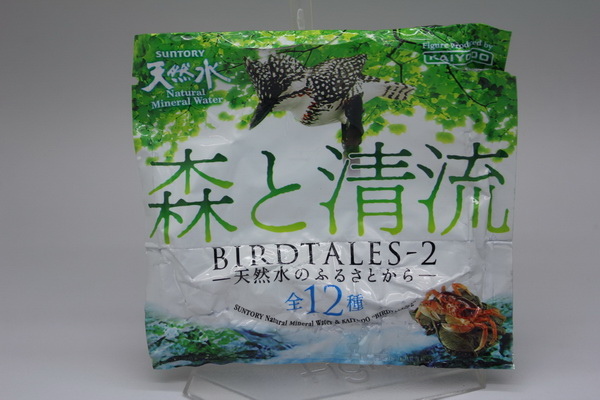 SUNTORY
天然水
Natural
Mineral Water
Figure Produced by
KAIYODO
森と清流
BIRDTALES-2
—天然水のふるさとから—
全12種
SUNTORY Natural Mineral Water & KAIYODO